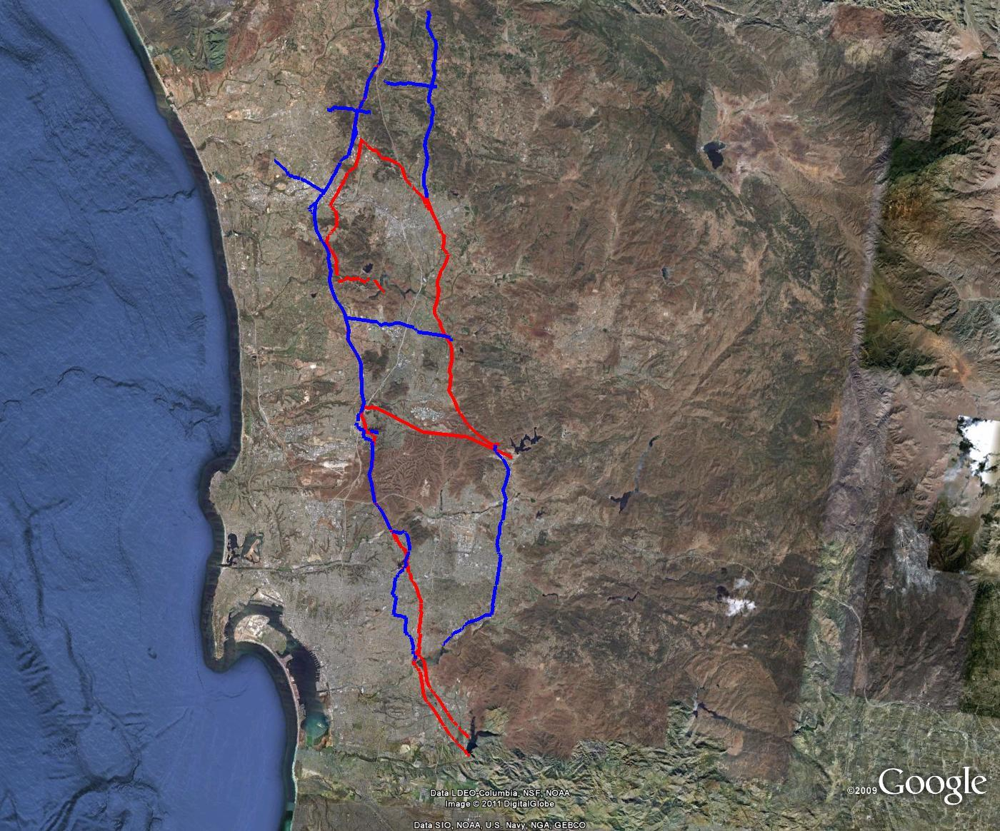 ©2009 Google
Data LDEO-Columbia, NSF, NOAA
Image © 2011 DigitalGlobe
Data SIO, NOAA, U.S. Navy, NGA, GEBCO